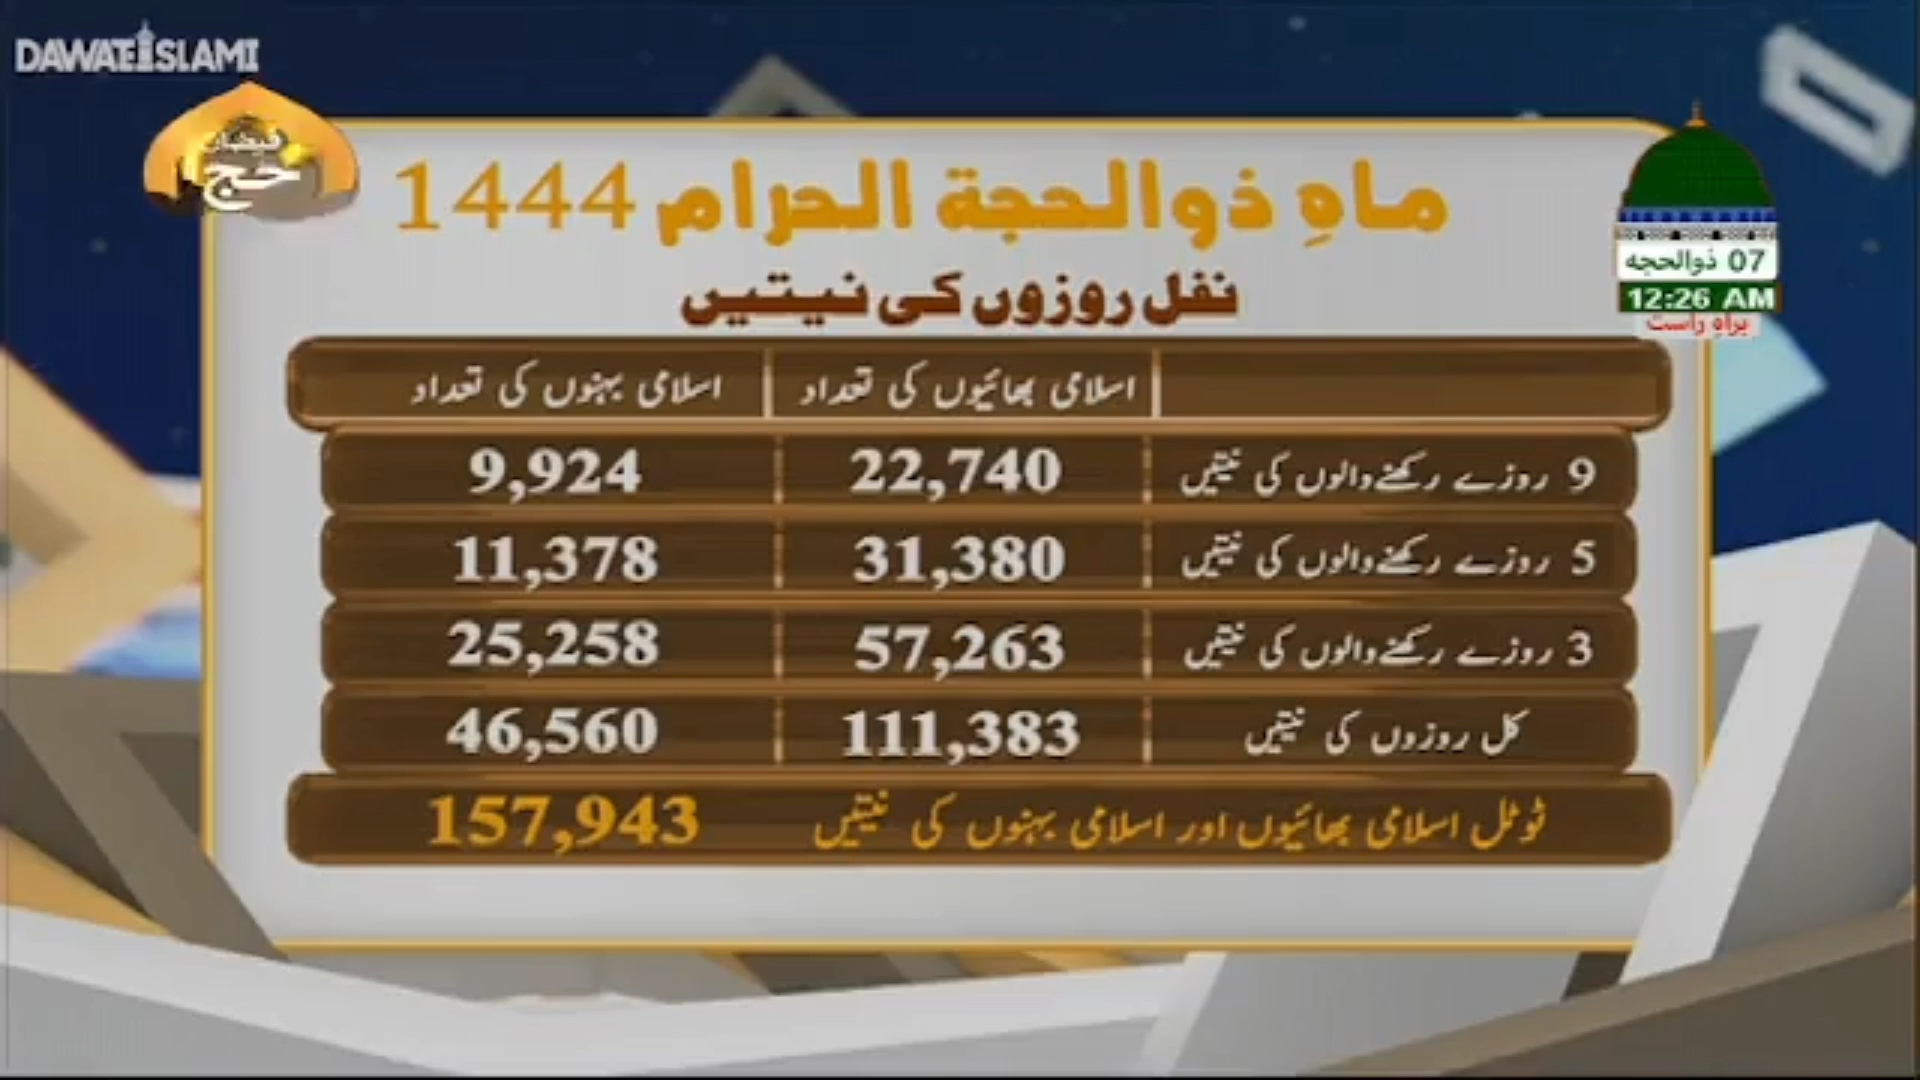 DAWATEISLAMI
فیضان
حج
ماہِ ذوالحجة الحرام 1444
07 ذوالحجه
12:26 AM
براہِ راست
نفل روزوں کی نیتیں
اسلامی بھائیوں کی تعداد اسلامی بہنوں کی تعداد
9 روزے رکھنے والوں کی نیتیں 22,740 9,924
5 روزے رکھنے والوں کی نیتیں 31,380 11,378
3 روزے رکھنے والوں کی نیتیں 57,263 25,258
کل روزوں کی نیتیں 111,383 46,560
ٹوٹل اسلامی بھائیوں اور اسلامی بہنوں کی نیتیں 157,943